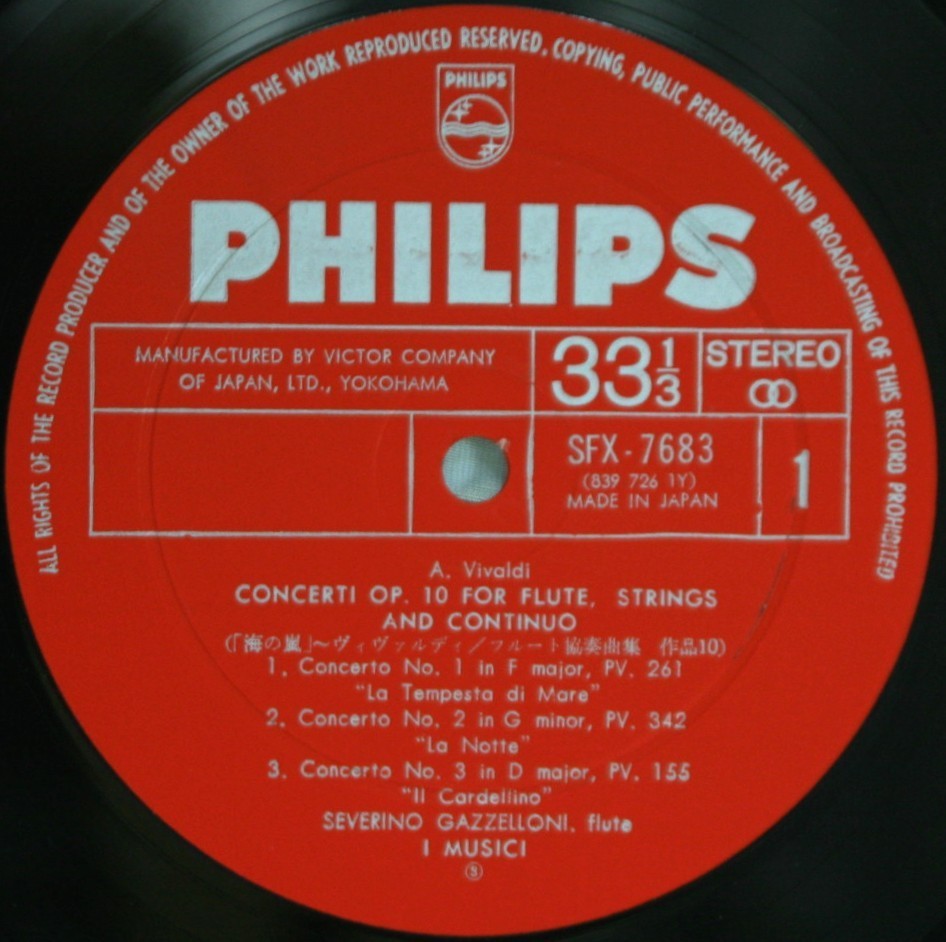 ALL RIGHTS OF THE RECORD PRODUCER AND OF THE OWNER OF THE WORK REPRODUCED RESERVED. COPYING, PUBLIC PERFORMANCE AND BROADCASTING OF THIS RECORD PROHIBITED
PHILIPS
PHILIPS
MANUFACTURED BY VICTOR COMPANY
OF JAPAN, LTD., YOKOHAMA
33 1/3
STEREO
SFX-7683
(839 726 1Y)
MADE IN JAPAN
1
A. Vivaldi
CONCERTI OP. 10 FOR FLUTE, STRINGS
AND CONTINUO
(「海の嵐」～ヴィヴァルディ／フルート協奏曲集 作品10)
1. Concerto No. 1 in F major, PV. 261
"La Tempesta di Mare"
2. Concerto No. 2 in G minor, PV. 342
"La Notte"
3. Concerto No. 3 in D major, PV. 155
"Il Cardellino"
SEVERINO GAZZELLONI, flute
I MUSICI